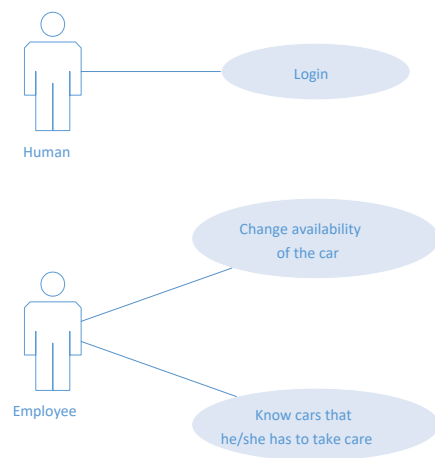 Login
Human
Change availability
of the car
Employee
Know cars that
he/she has to take care